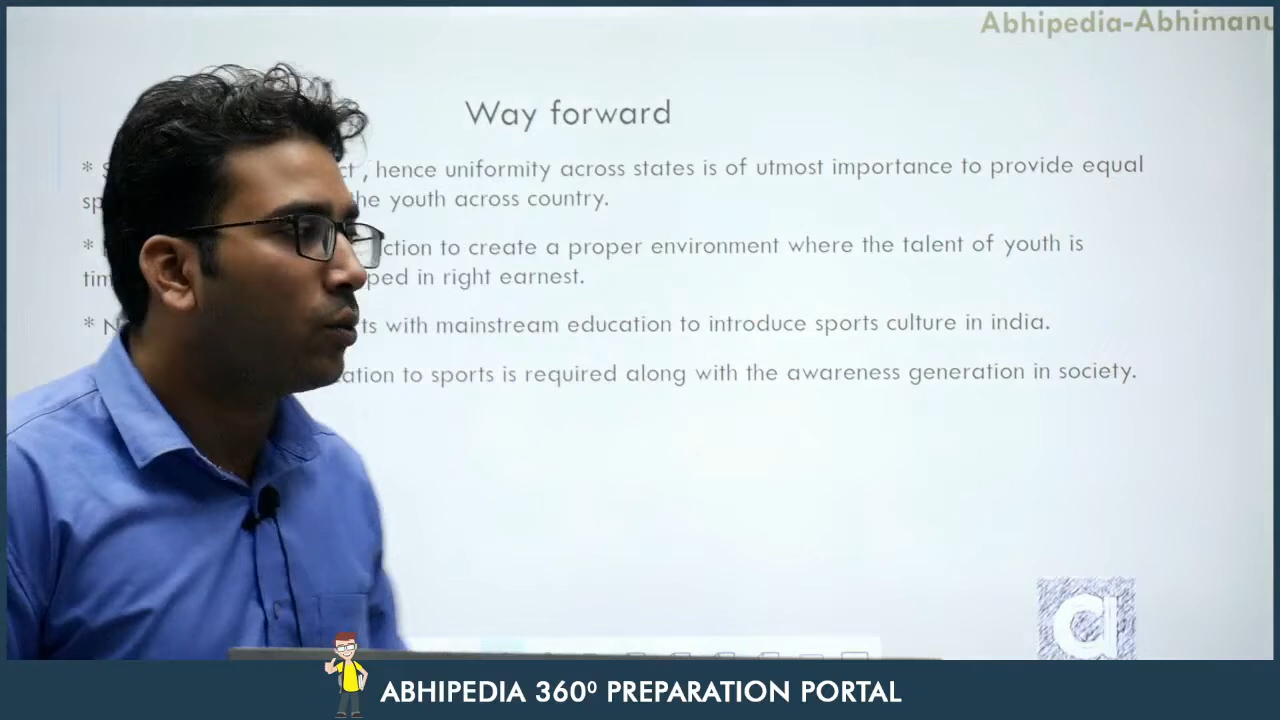 Abhipedia-Abhimanu
Way forward
* S ct , hence uniformity across states is of utmost importance to provide equal
sp the youth across country.
* ction to create a proper environment where the talent of youth is
tim ped in right earnest.
* N ts with mainstream education to introduce sports culture in india.
ation to sports is required along with the awareness generation in society.
a
ABHIPEDIA 360⁰ PREPARATION PORTAL